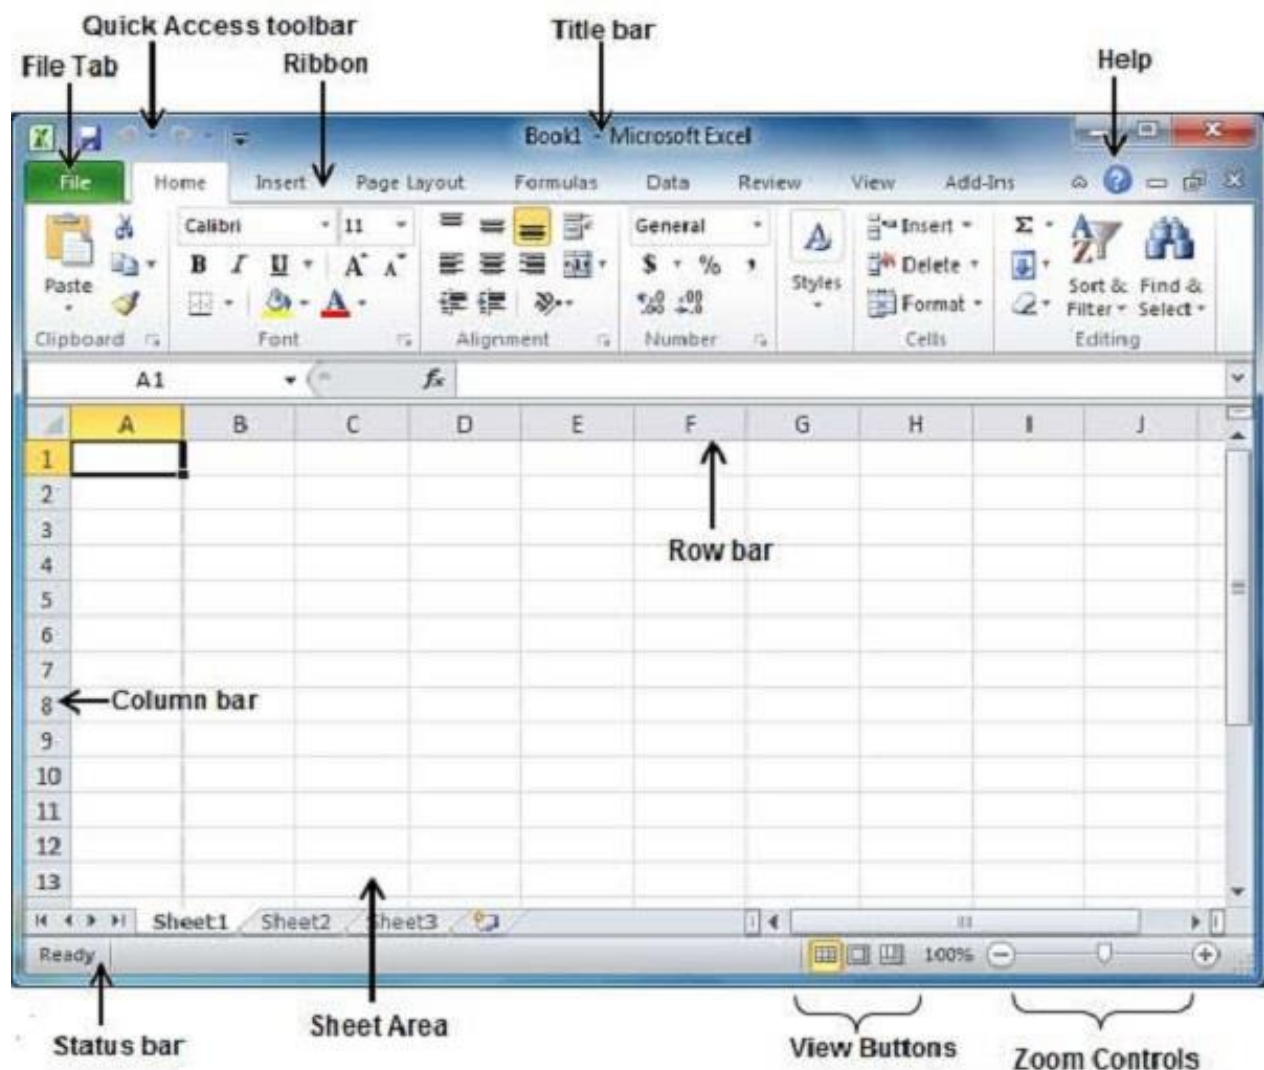 Quick Access toolbar
Title bar
File Tab
Ribbon
Help
Book1 - Microsoft Excel
File Home Insert Page Layout Formulas Data Review View Add-Ins
Calibri 11 General Insert
Paste B I U A A $ % , Styles Delete Sort & Filter Find & Select
A Format
Clipboard Font Alignment Number Cells Editing
A1 fx
A B C D E F G H I J
1
2
3
Row bar
4
5
6
7
8 Column bar
9
10
11
12
13
Sheet1 Sheet2 Sheet3
Ready 100%
Status bar
Sheet Area
View Buttons
Zoom Controls